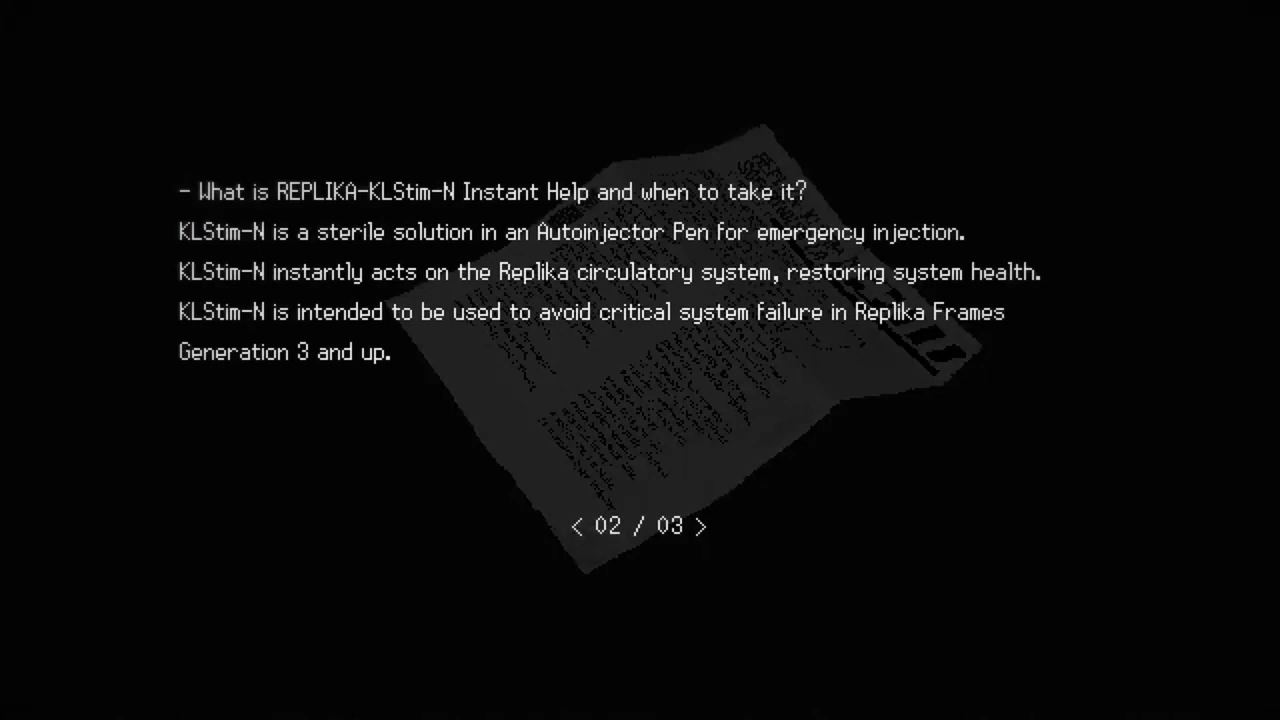 - What is REPLIKA-KLStim-N Instant Help and when to take it?
KLStim-N is a sterile solution in an Autoinjector Pen for emergency injection.
KLStim-N instantly acts on the Replika circulatory system, restoring system health.
KLStim-N is intended to be used to avoid critical system failure in Replika Frames
Generation 3 and up.
< 02 / 03 >